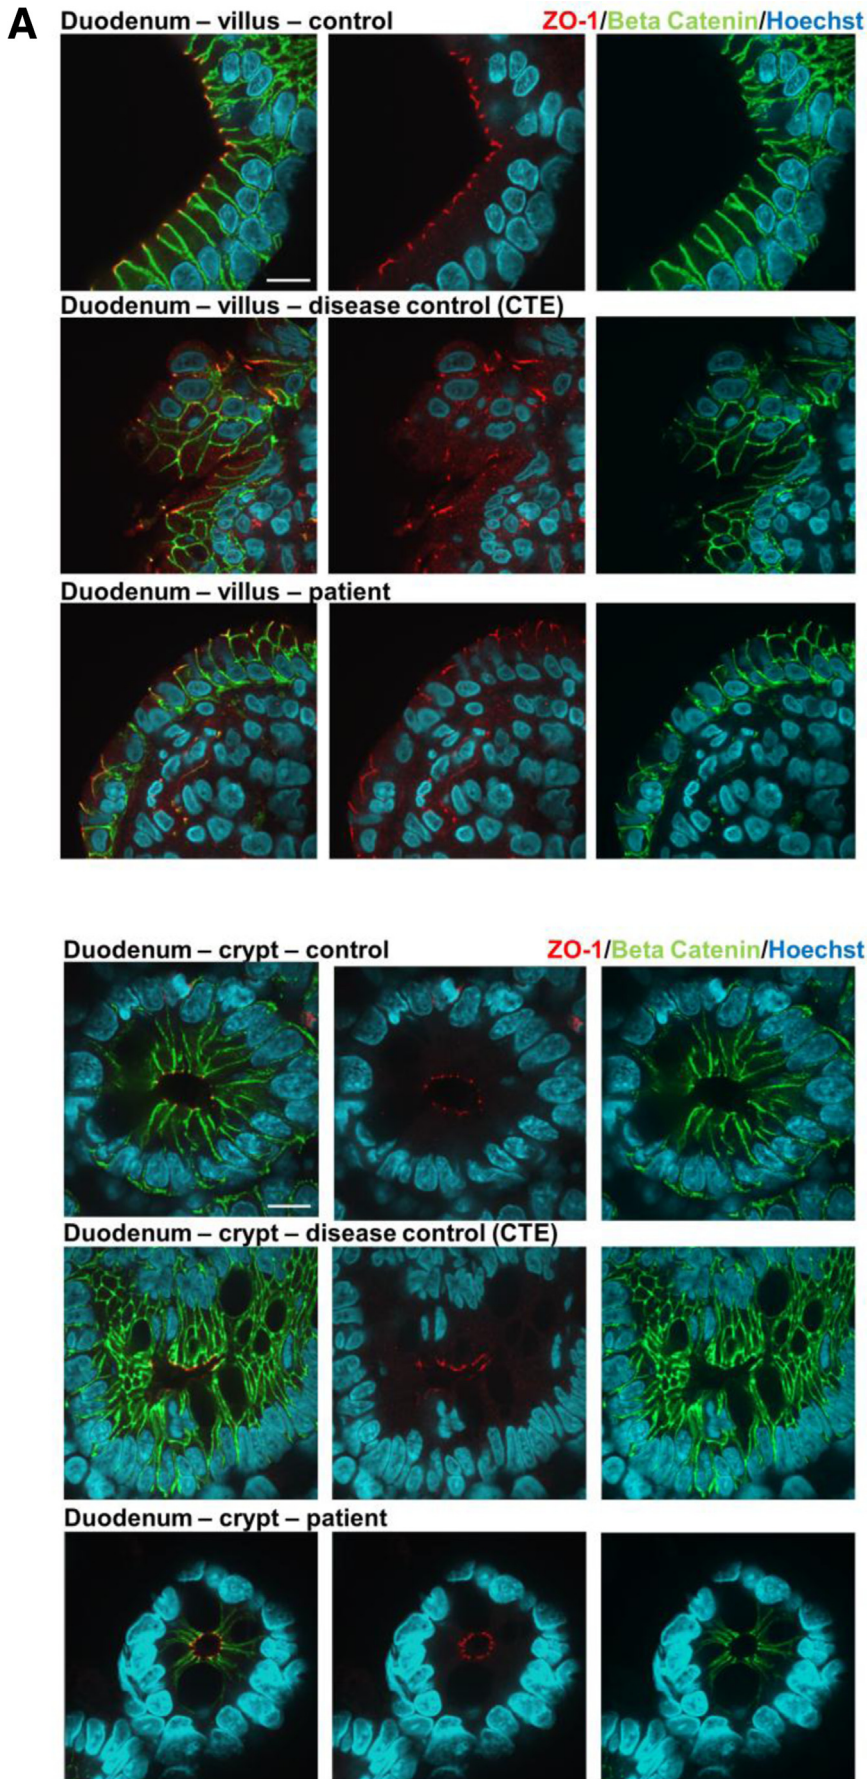 A
Duodenum – villus – control ZO-1/Beta Catenin/Hoechst
Duodenum – villus – disease control (CTE)
Duodenum – villus – patient
Duodenum – crypt – control ZO-1/Beta Catenin/Hoechst
Duodenum – crypt – disease control (CTE)
Duodenum – crypt – patient